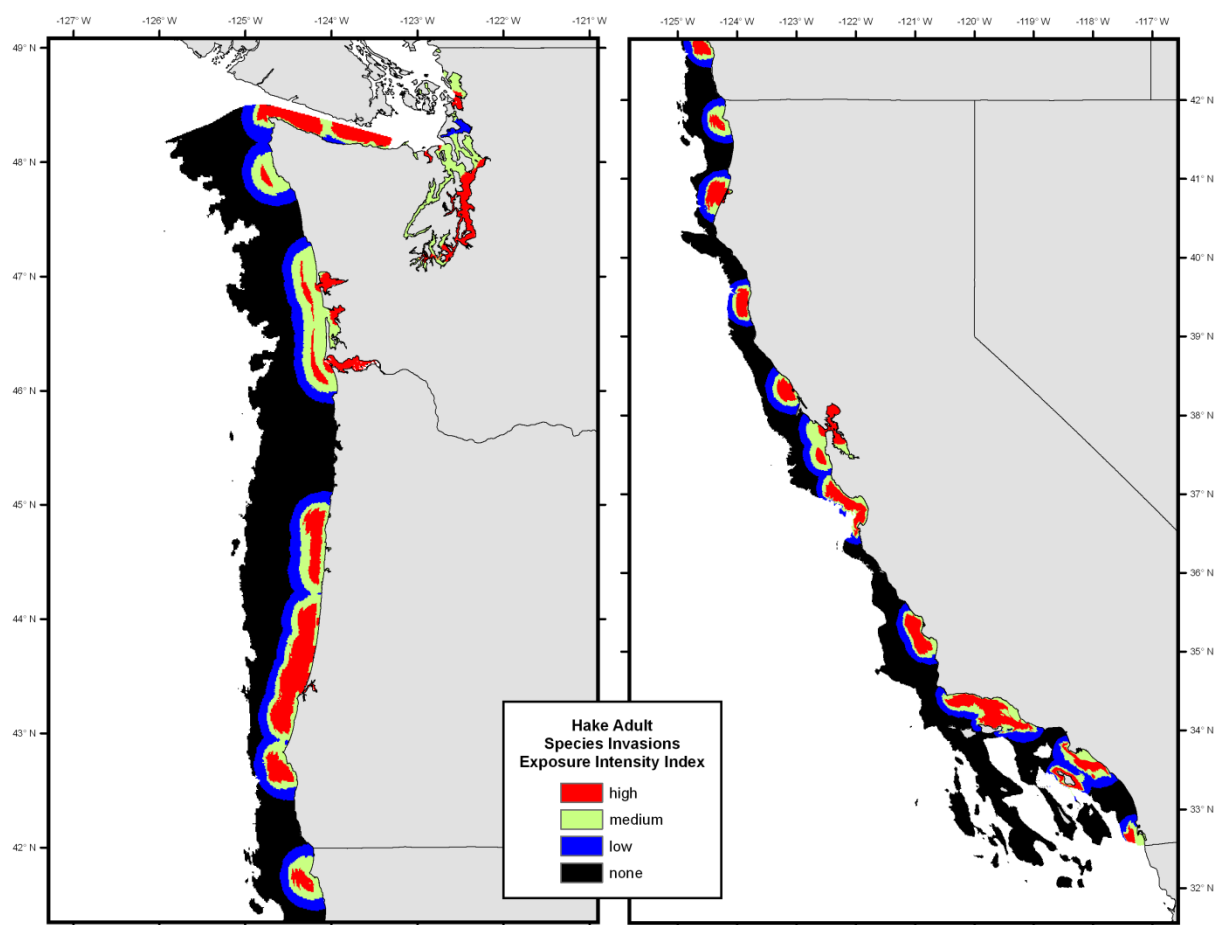 -127° -126° -125° -124° -123° -122° -121°
-125° W -124° W -123° W -122° W -121° W -120° W -119° W -118° W -117° W
49° N
48° N
47° N
46° N
45° N
44° N
43° N
42° N
42° N
41° N
40° N
39° N
38° N
37° N
36° N
35° N
34° N
33° N
32° N
Hake Adult
Species Invasions
Exposure Intensity Index
high
medium
low
none